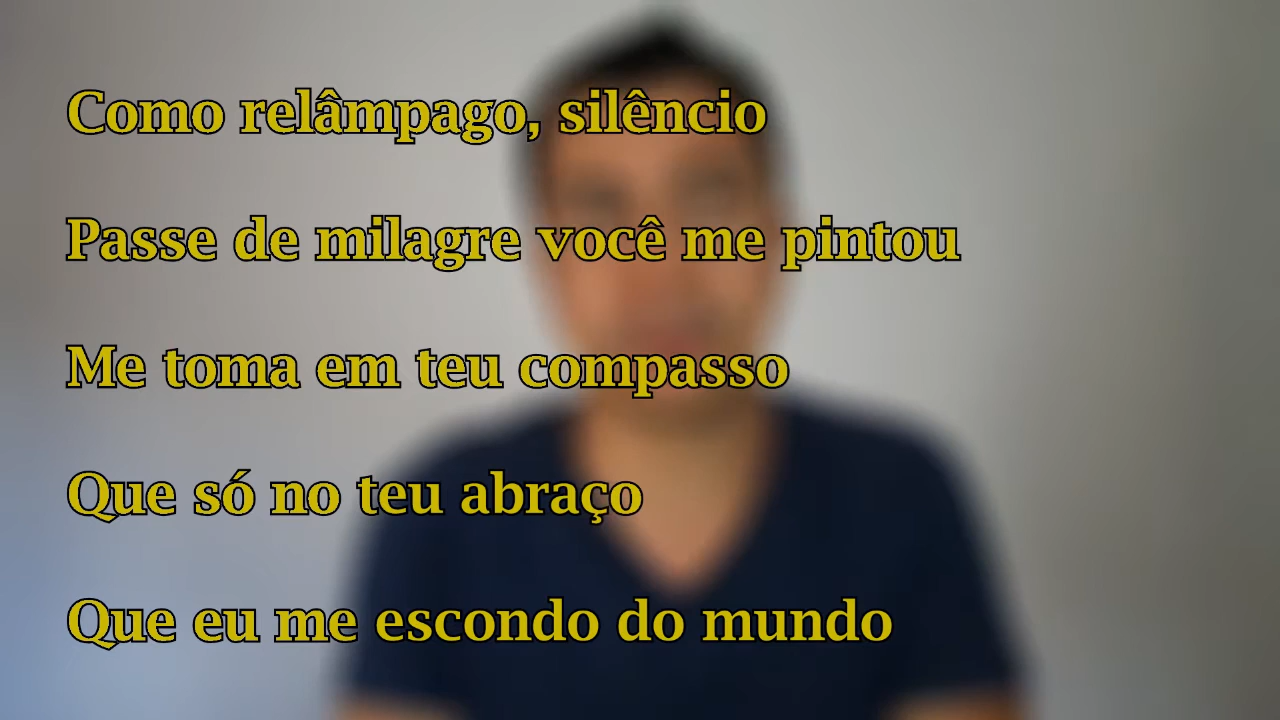 Como relâmpago, silêncio
Passe de milagre você me pintou
Me toma em teu compasso
Que só no teu abraço
Que eu me escondo do mundo